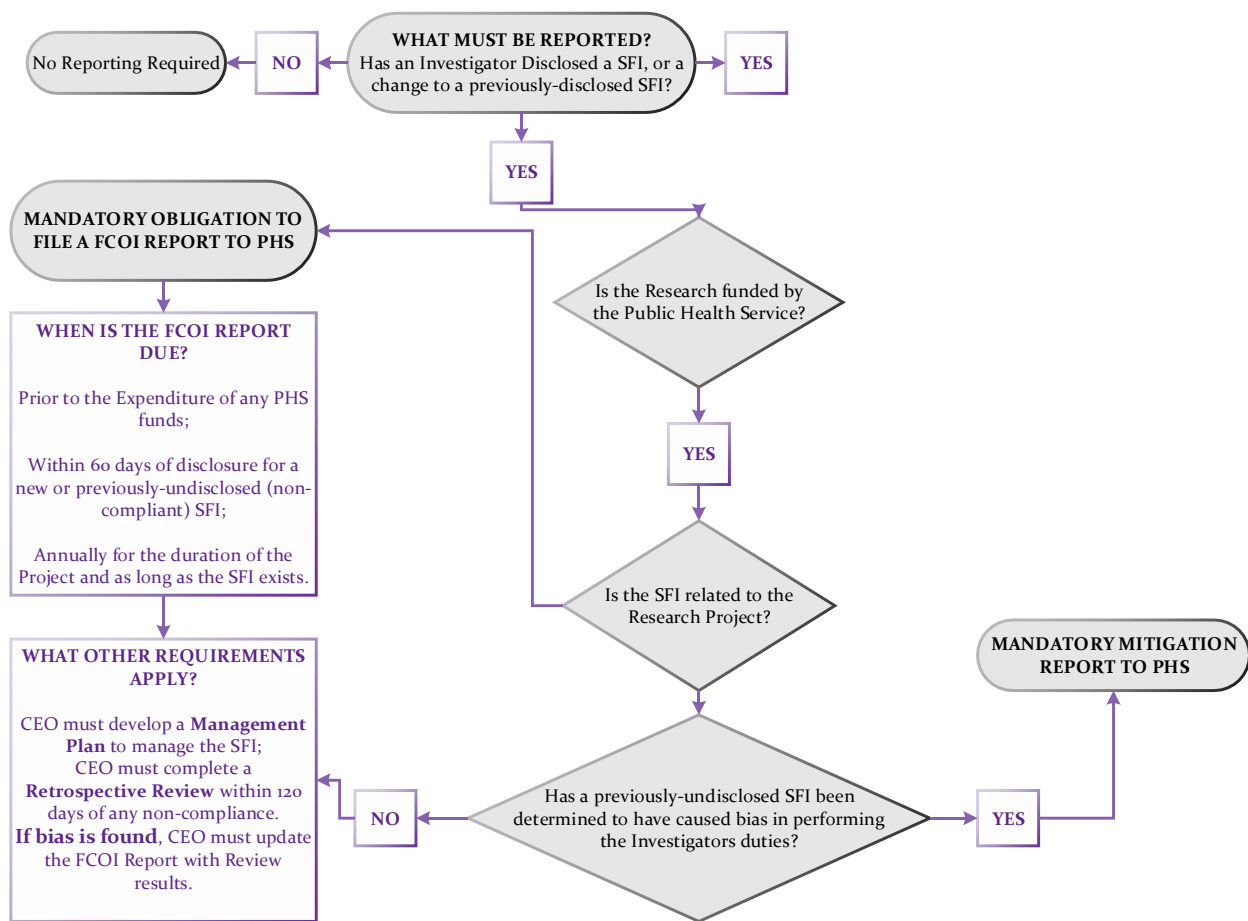 WHAT MUST BE REPORTED?
Has an Investigator Disclosed a SFI, or a
change to a previously-disclosed SFI?
No Reporting Required
NO
YES
YES
MANDATORY OBLIGATION TO
FILE A FCOI REPORT TO PHS
Is the Research funded by
the Public Health Service?
WHEN IS THE FCOI REPORT
DUE?
Prior to the Expenditure of any PHS
funds;
Within 60 days of disclosure for a
new or previously-undisclosed (non-
compliant) SFI;
Annually for the duration of the
Project and as long as the SFI exists.
YES
Is the SFI related to the
Research Project?
WHAT OTHER REQUIREMENTS
APPLY?
CEO must develop a Management
Plan to manage the SFI;
CEO must complete a
Retrospective Review within 120
days of any non-compliance.
If bias is found, CEO must update
the FCOI Report with Review
results.
MANDATORY MITIGATION
REPORT TO PHS
NO
Has a previously-undisclosed SFI been
determined to have caused bias in performing
the Investigators duties?
YES